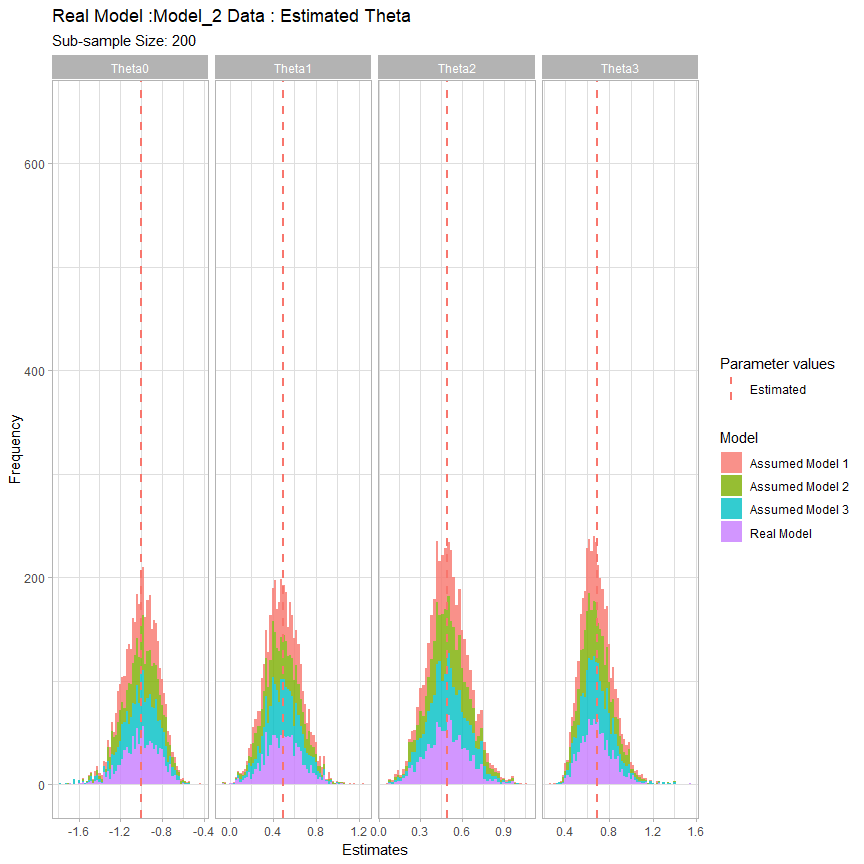 Real Model :Model_2 Data : Estimated Theta
Sub-sample Size: 200
Theta0 Theta1 Theta2 Theta3
600
400
200
0
Frequency
-1.6 -1.2 -0.8 -0.4 0.0 0.4 0.8 1.2 0.0 0.3 0.6 0.9 0.4 0.8 1.2 1.6
Estimates
Parameter values
Estimated
Model
Assumed Model 1
Assumed Model 2
Assumed Model 3
Real Model